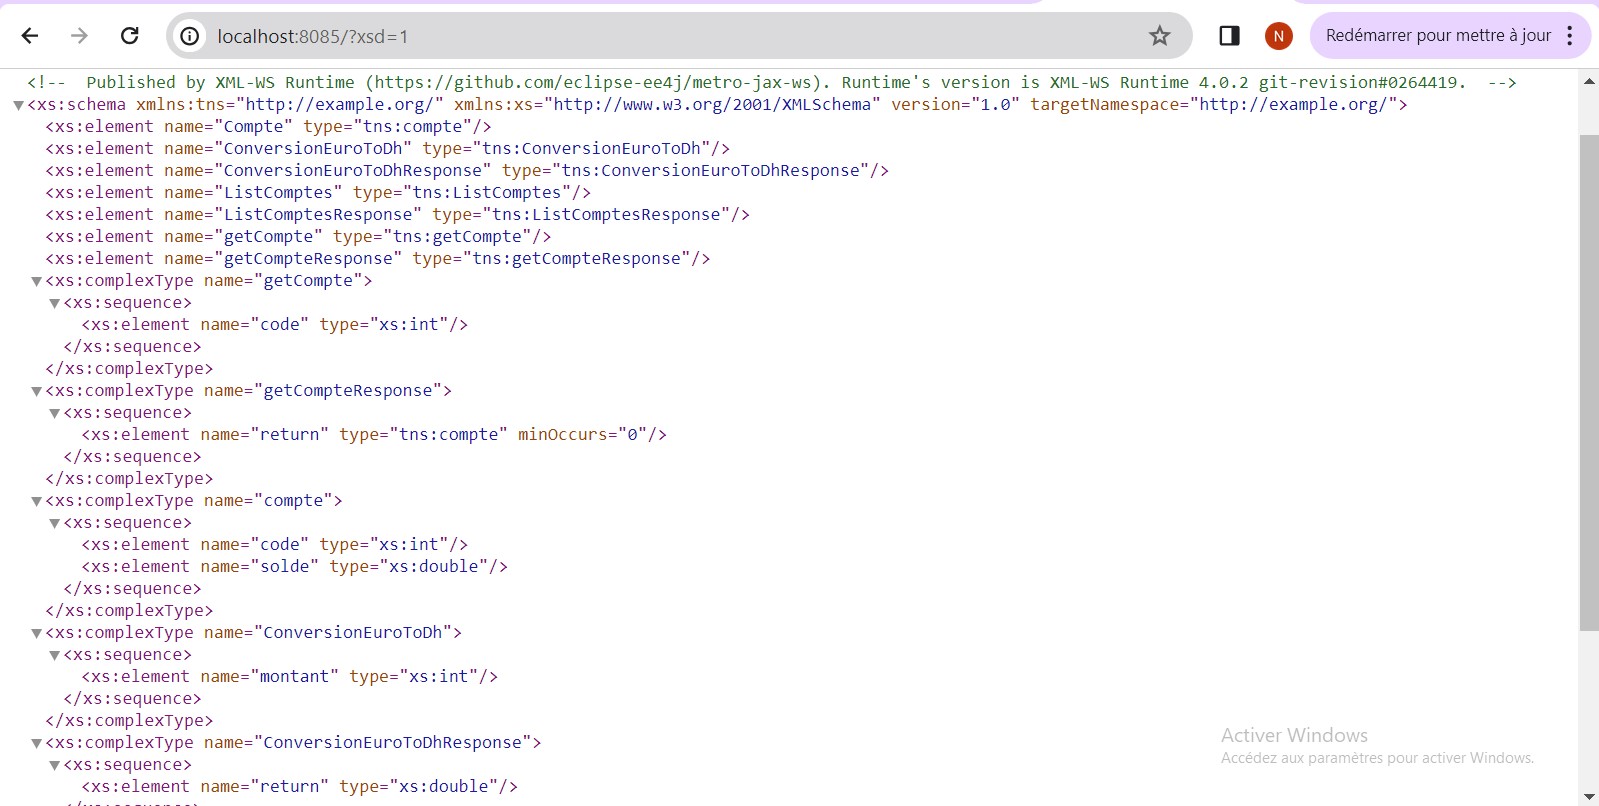 localhost:8085/?xsd=1
N
Redémarrer pour mettre à jour
<!--  Published by XML-WS Runtime (https://github.com/eclipse-ee4j/metro-jax-ws). Runtime's version is XML-WS Runtime 4.0.2 git-revision#0264419.  -->
<xs:schema xmlns:tns="http://example.org/" xmlns:xs="http://www.w3.org/2001/XMLSchema" version="1.0" targetNamespace="http://example.org/">
<xs:element name="Compte" type="tns:compte"/>
<xs:element name="ConversionEuroToDh" type="tns:ConversionEuroToDh"/>
<xs:element name="ConversionEuroToDhResponse" type="tns:ConversionEuroToDhResponse"/>
<xs:element name="ListComptes" type="tns:ListComptes"/>
<xs:element name="ListComptesResponse" type="tns:ListComptesResponse"/>
<xs:element name="getCompte" type="tns:getCompte"/>
<xs:element name="getCompteResponse" type="tns:getCompteResponse"/>
<xs:complexType name="getCompte">
<xs:sequence>
<xs:element name="code" type="xs:int"/>
</xs:sequence>
</xs:complexType>
<xs:complexType name="getCompteResponse">
<xs:sequence>
<xs:element name="return" type="tns:compte" minOccurs="0"/>
</xs:sequence>
</xs:complexType>
<xs:complexType name="compte">
<xs:sequence>
<xs:element name="code" type="xs:int"/>
<xs:element name="solde" type="xs:double"/>
</xs:sequence>
</xs:complexType>
<xs:complexType name="ConversionEuroToDh">
<xs:sequence>
<xs:element name="montant" type="xs:int"/>
</xs:sequence>
</xs:complexType>
<xs:complexType name="ConversionEuroToDhResponse">
<xs:sequence>
<xs:element name="return" type="xs:double"/>
Activer Windows
Accédez aux paramètres pour activer Windows.